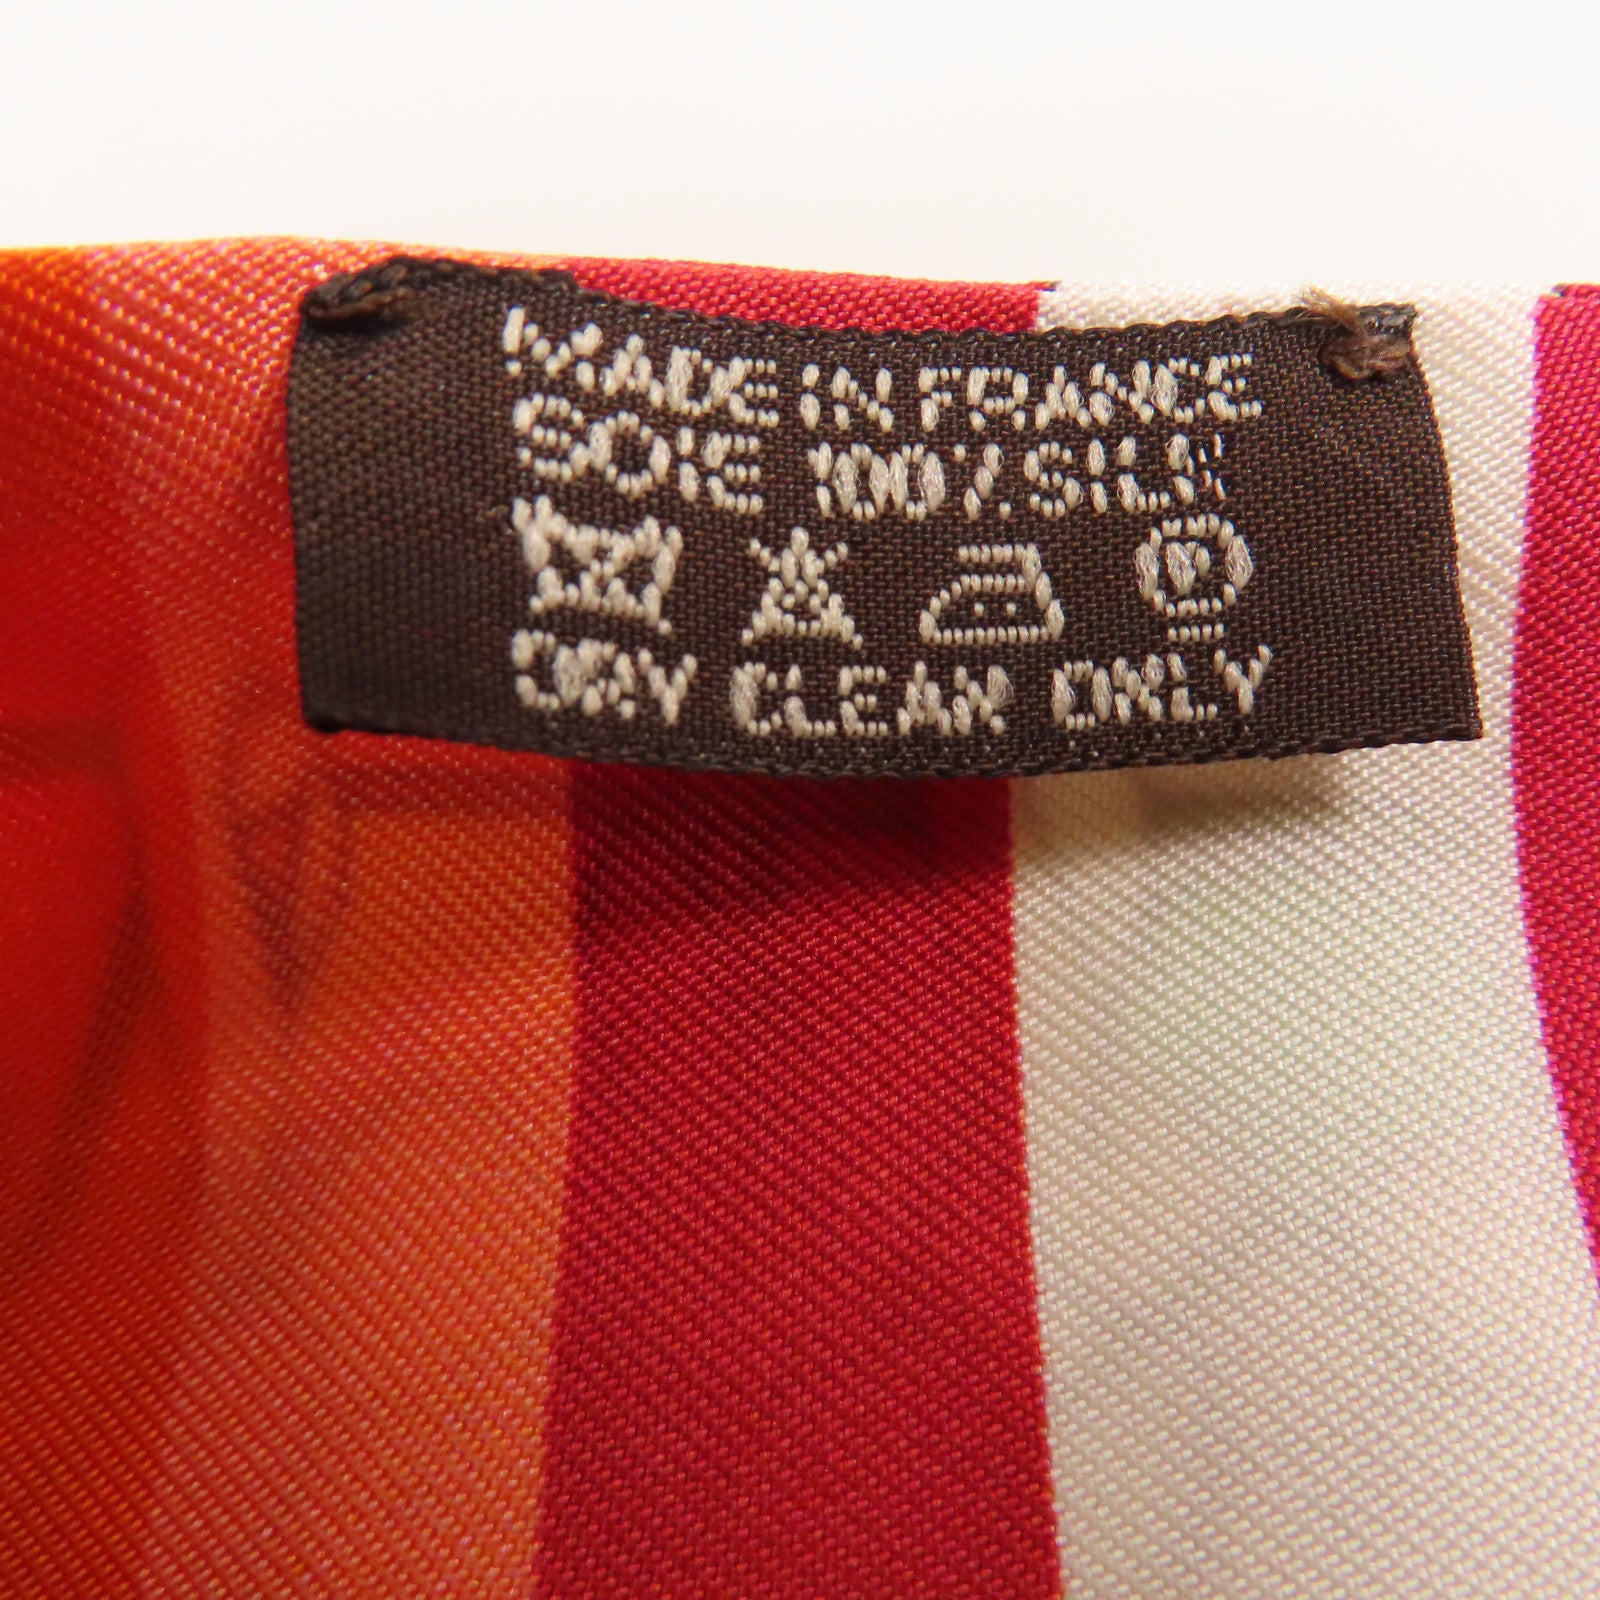 MADE IN FRANCE
SOIE 100% SILK
P
DRY CLEAN ONLY